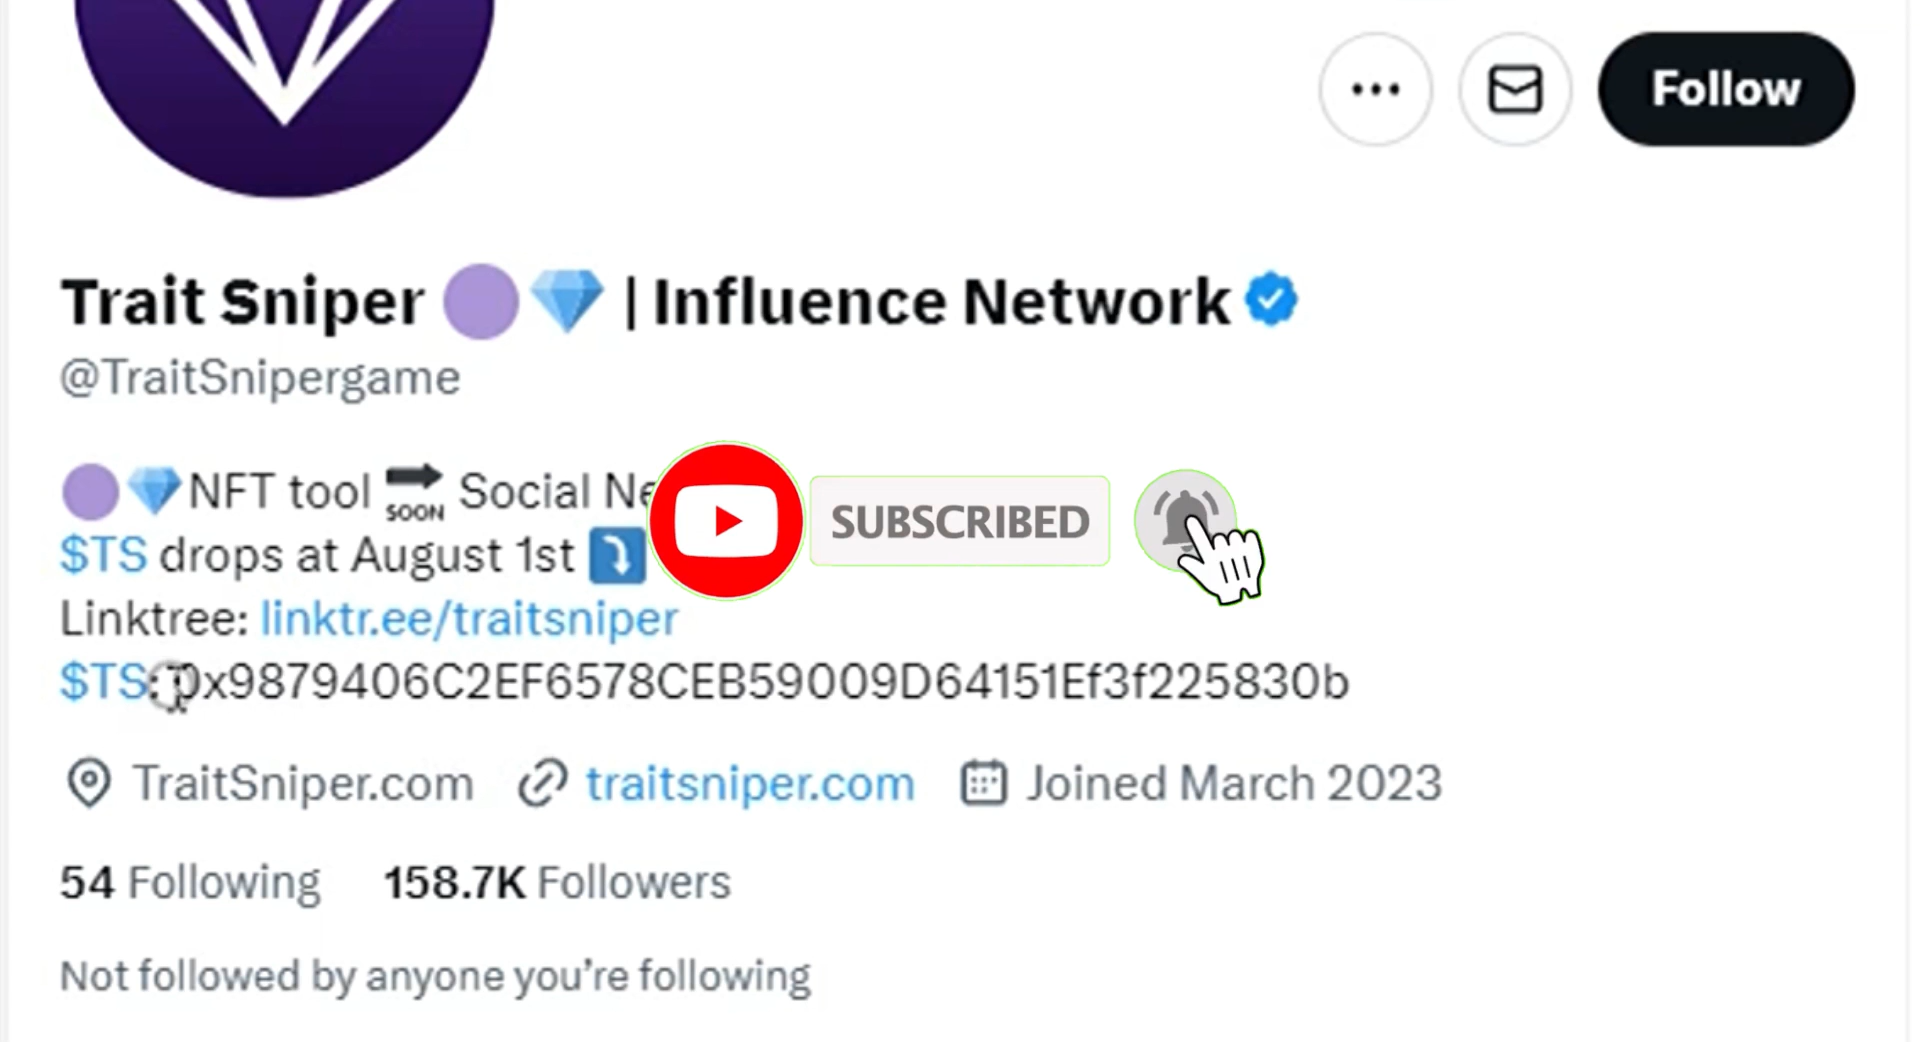 Follow
Trait Sniper 🟣💎 | Influence Network
@TraitSnipergame
🟣💎NFT tool 🔜 Social
SUBSCRIBED
$TS drops at August 1st ⤵️
Linktree: linktr.ee/traitsniper
$TS: 0x9879406C2EF6578CEB59009D64151Ef3f225830b
TraitSniper.com traitsniper.com Joined March 2023
54 Following 158.7K Followers
Not followed by anyone you're following